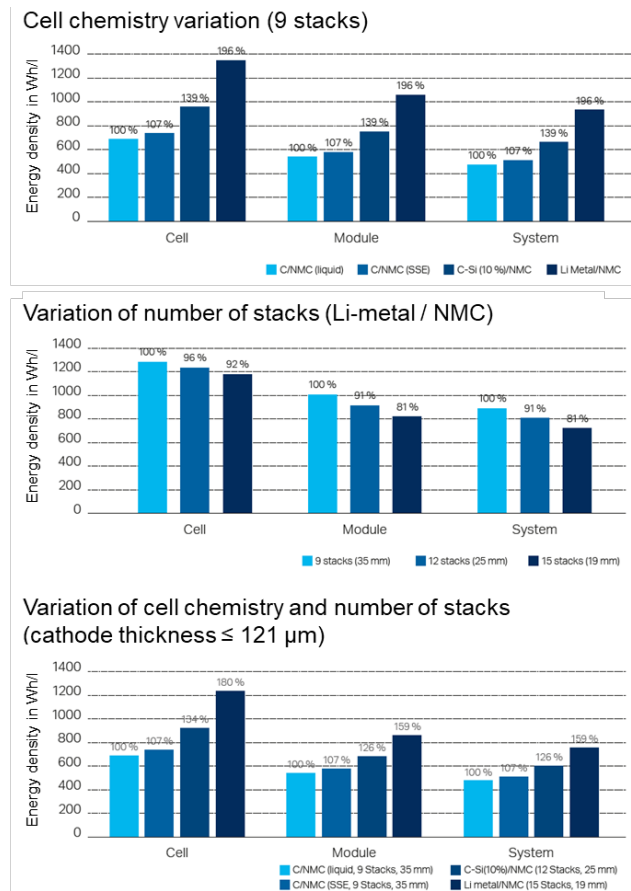 Cell chemistry variation (9 stacks)
Energy density in Wh/l
1400
1200
1000
800
600
400
200
0
100 %
107 %
139 %
196 %
100 %
107 %
139 %
196 %
100 %
107 %
139 %
196 %
Cell
Module
System
C/NMC (liquid)
C/NMC (SSE)
C-Si (10 %)/NMC
Li Metal/NMC
Variation of number of stacks (Li-metal / NMC)
Energy density in Wh/l
1400
1200
1000
800
600
400
200
0
100 %
96 %
92 %
100 %
91 %
81 %
100 %
91 %
81 %
Cell
Module
System
9 stacks (35 mm)
12 stacks (25 mm)
15 stacks (19 mm)
Variation of cell chemistry and number of stacks
(cathode thickness ≤ 121 µm)
Energy density in Wh/l
1400
1200
1000
800
600
400
200
0
100 %
107 %
134 %
180 %
100 %
107 %
126 %
159 %
100 %
107 %
126 %
159 %
Cell
Module
System
C/NMC (liquid, 9 Stacks, 35 mm)
C-Si(10%)/NMC (12 Stacks, 25 mm)
C/NMC (SSE, 9 Stacks, 35 mm)
Li metal/NMC (15 Stacks, 19 mm)